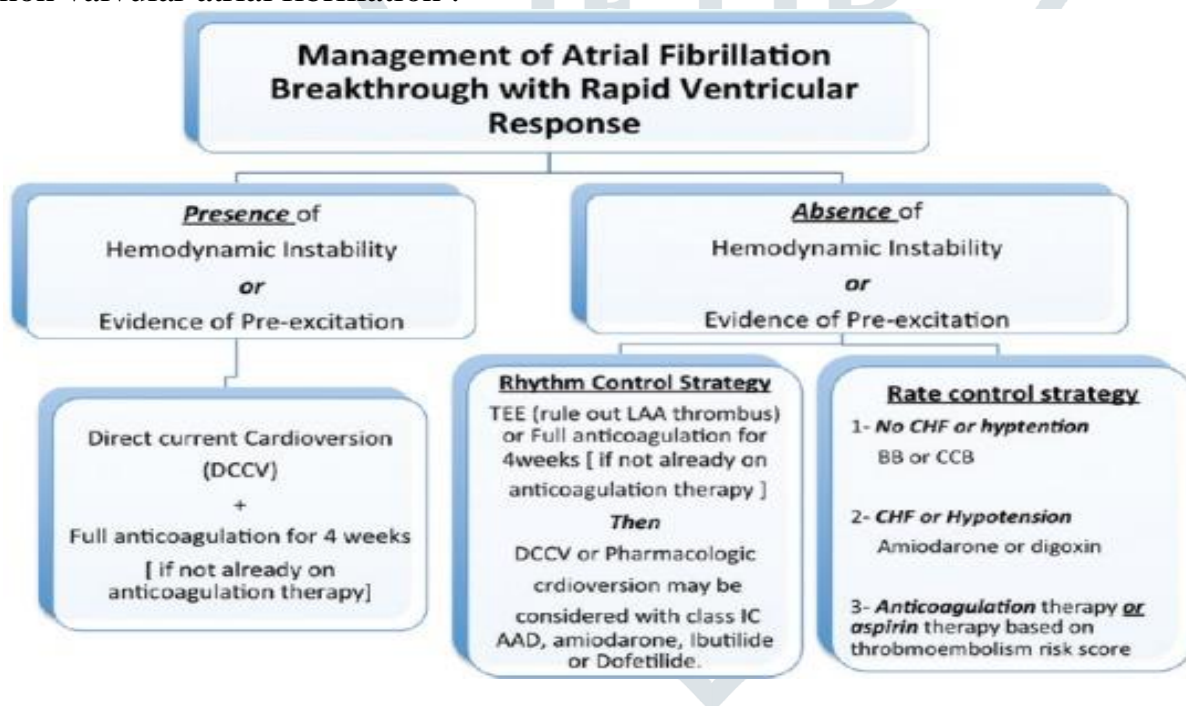 non valvular atrial fibrillation .
Management of Atrial Fibrillation
Breakthrough with Rapid Ventricular
Response
Presence of
Hemodynamic Instability
or
Evidence of Pre-excitation
Absence of
Hemodynamic Instability
or
Evidence of Pre-excitation
Direct current Cardioversion
(DCCV)
+
Full anticoagulation for 4 weeks
[ if not already on
anticoagulation therapy]
Rhythm Control Strategy
TEE (rule out LAA thrombus)
or Full anticoagulation for
4weeks [ if not already on
anticoagulation therapy ]
Then
DCCV or Pharmacologic
crdioversion may be
considered with class IC
AAD, amiodarone, Ibutilide
or Dofetilide.
Rate control strategy
1- No CHF or hyptention
BB or CCB
2- CHF or Hypotension
Amiodarone or digoxin
3- Anticoagulation therapy or
aspirin therapy based on
throbmoembolism risk score